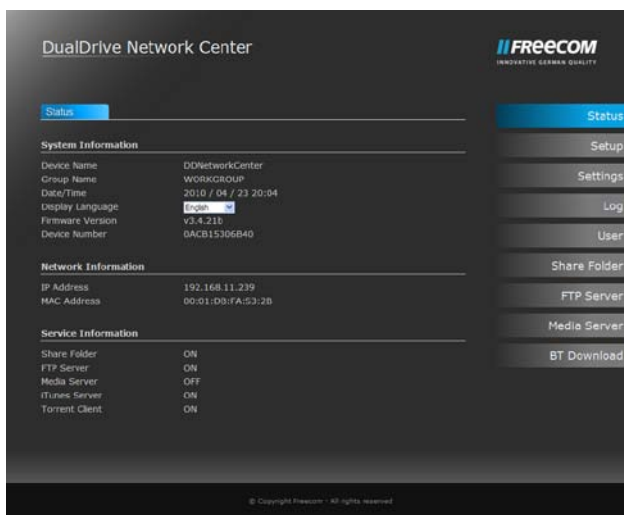 DualDrive Network Center
FREECOM
INNOVATIVE GERMAN QUALITY
Status
System Information
Device Name DDNetworkCenter
Group Name WORKGROUP
Date/Time 2010 / 04 / 23 20:04
Display Language English
Firmware Version v3.4.21b
Device Number 0ACB15306B40
Network Information
IP Address 192.168.11.239
MAC Address 00:01:DB:FA:53:2B
Service Information
Share Folder ON
FTP Server ON
Media Server OFF
iTunes Server ON
Torrent Client ON
Status
Setup
Settings
Log
User
Share Folder
FTP Server
Media Server
BT Download
© Copyright Freecom - All rights reserved